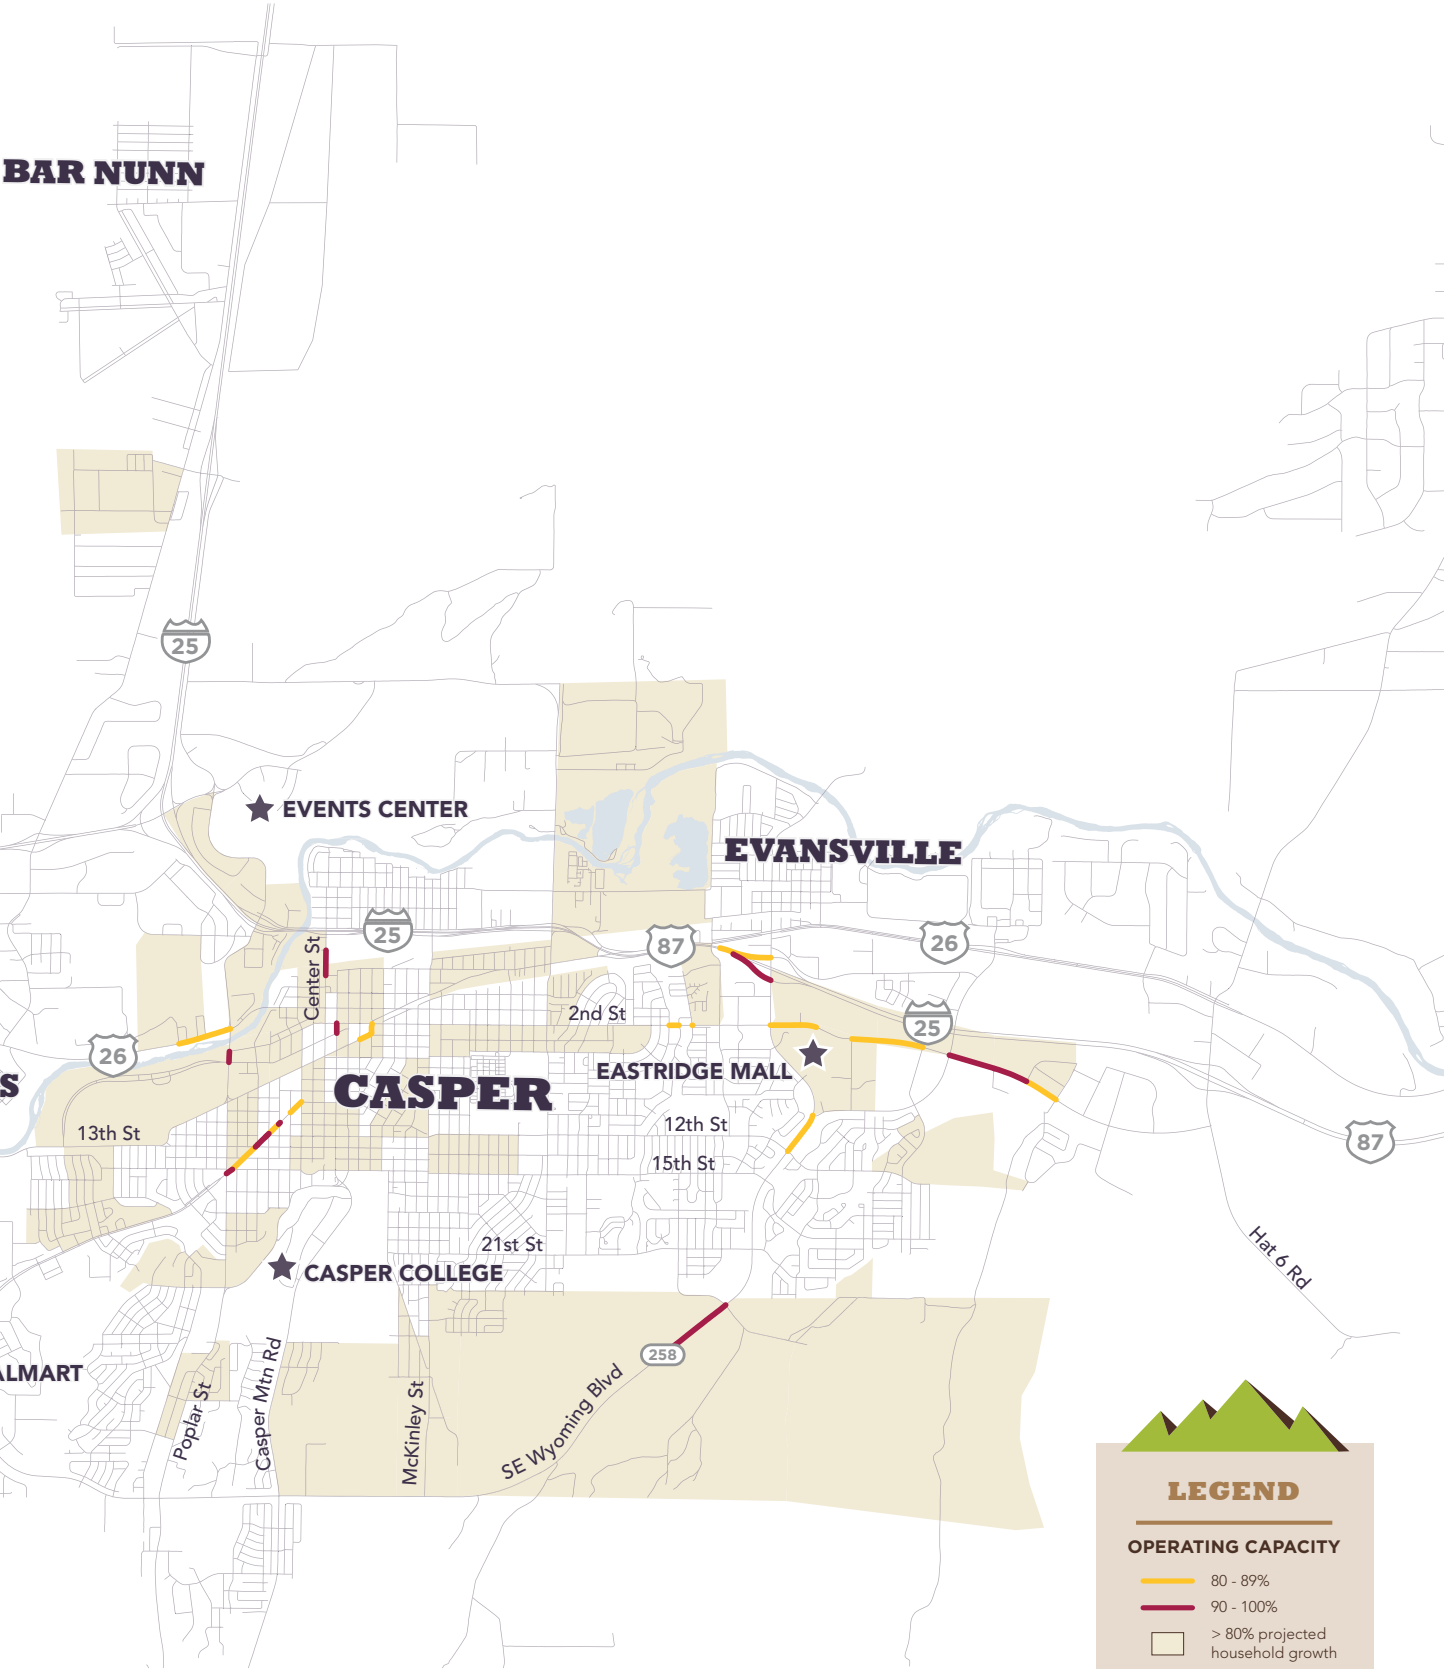 BAR NUNN
25
EVENTS CENTER
EVANSVILLE
25
87
26
Center St
2nd St
25
26
EASTRIDGE MALL
S
CASPER
12th St
13th St
87
15th St
21st St
Hat 6 Rd
CASPER COLLEGE
258
ALMART
Poplar St
Casper Mtn Rd
McKinley St
SE Wyoming Blvd
LEGEND
OPERATING CAPACITY
80 - 89%
90 - 100%
> 80% projected
household growth